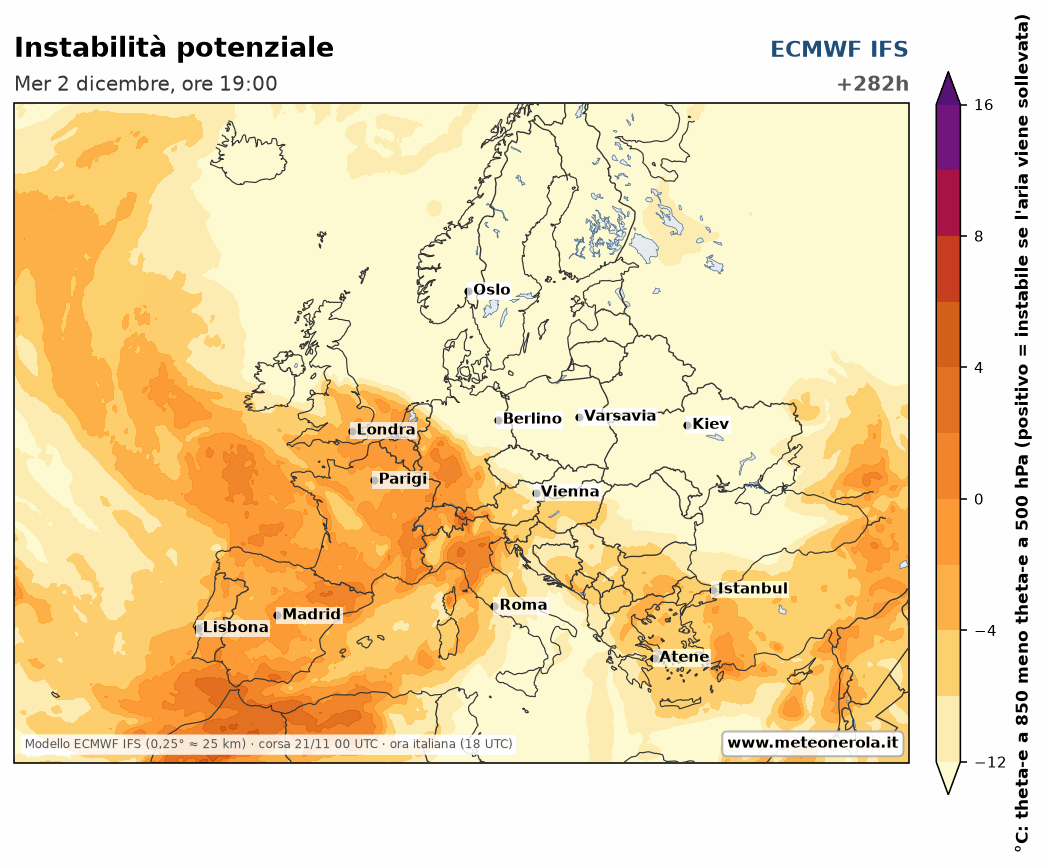 Instabilità potenziale
ECMWF IFS
Mer 2 dicembre, ore 19:00
+282h
Oslo
Berlino
Varsavia
Kiev
Londra
Parigi
Vienna
Istanbul
Roma
Madrid
Lisbona
Atene
Modello ECMWF IFS (0,25° ≈ 25 km) · corsa 21/11 00 UTC · ora italiana (18 UTC)
www.meteonerola.it
16
8
4
0
−4
−12
°C: theta-e a 850 meno theta-e a 500 hPa (positivo = instabile se l'aria viene sollevata)